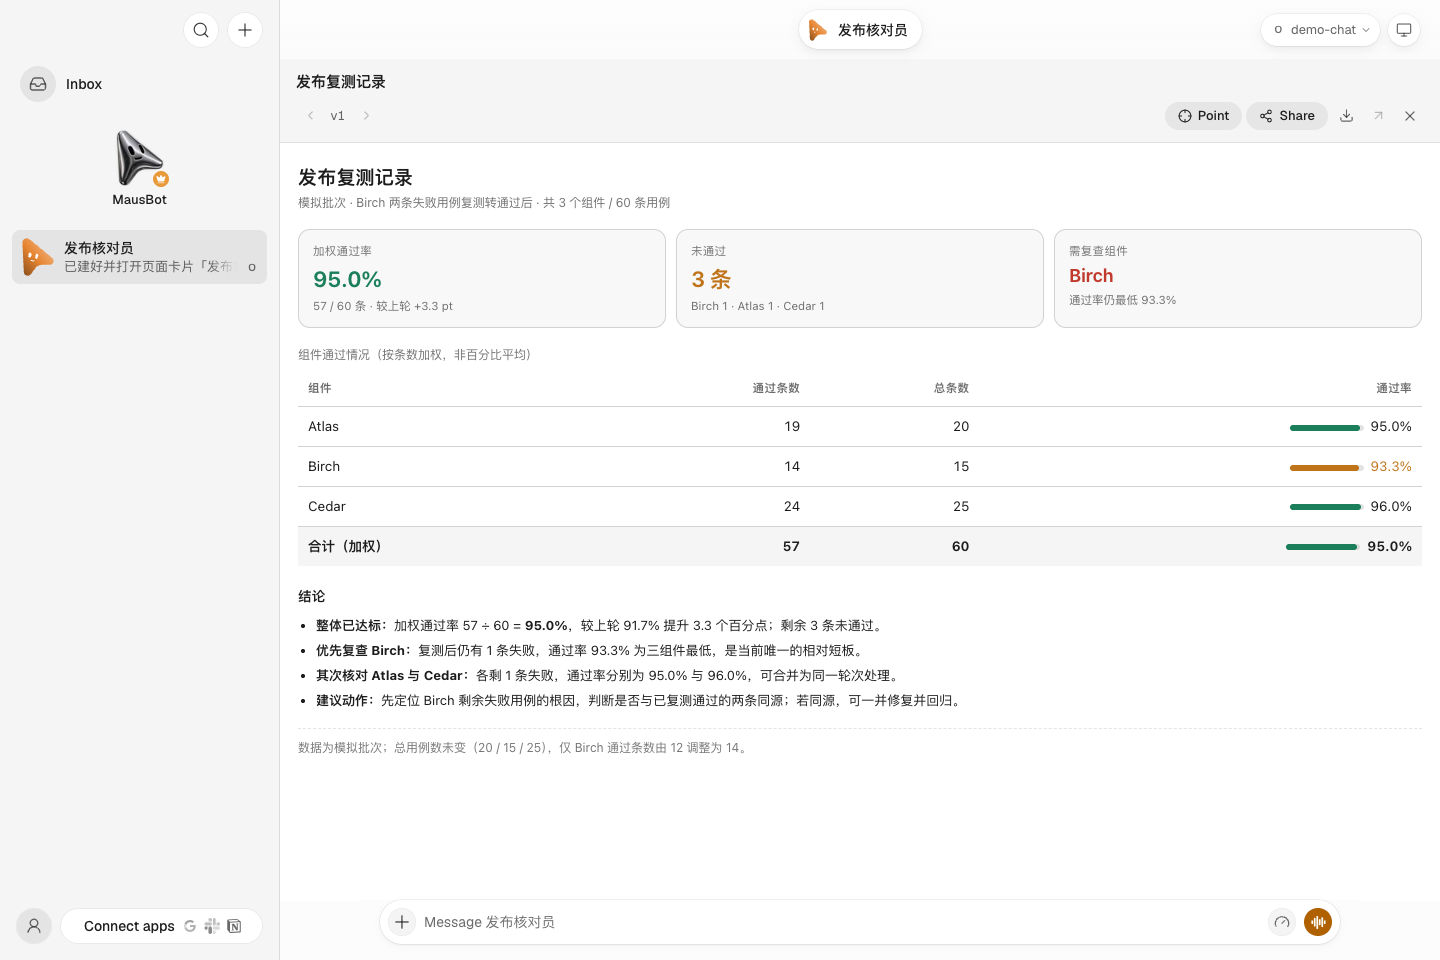 发布核对员
demo-chat
Inbox
MausBot
发布核对员
已建好并打开页面卡片「发布
发布复测记录
v1
Point
Share
发布复测记录
模拟批次 · Birch 两条失败用例复测转通过后 · 共 3 个组件 / 60 条用例
加权通过率
95.0%
57 / 60 条 · 较上轮 +3.3 pt
未通过
3 条
Birch 1 · Atlas 1 · Cedar 1
需复查组件
Birch
通过率仍最低 93.3%
组件通过情况（按条数加权，非百分比平均）
组件 通过条数 总条数 通过率
Atlas 19 20 95.0%
Birch 14 15 93.3%
Cedar 24 25 96.0%
合计（加权） 57 60 95.0%
结论
• 整体已达标：加权通过率 57 ÷ 60 = 95.0%，较上轮 91.7% 提升 3.3 个百分点；剩余 3 条未通过。
• 优先复查 Birch：复测后仍有 1 条失败，通过率 93.3% 为三组件最低，是当前唯一的相对短板。
• 其次核对 Atlas 与 Cedar：各剩 1 条失败，通过率分别为 95.0% 与 96.0%，可合并为同一轮次处理。
• 建议动作：先定位 Birch 剩余失败用例的根因，判断是否与已复测通过的两条同源；若同源，可一并修复并回归。
数据为模拟批次；总用例数未变（20 / 15 / 25），仅 Birch 通过条数由 12 调整为 14。
Connect apps
Message 发布核对员